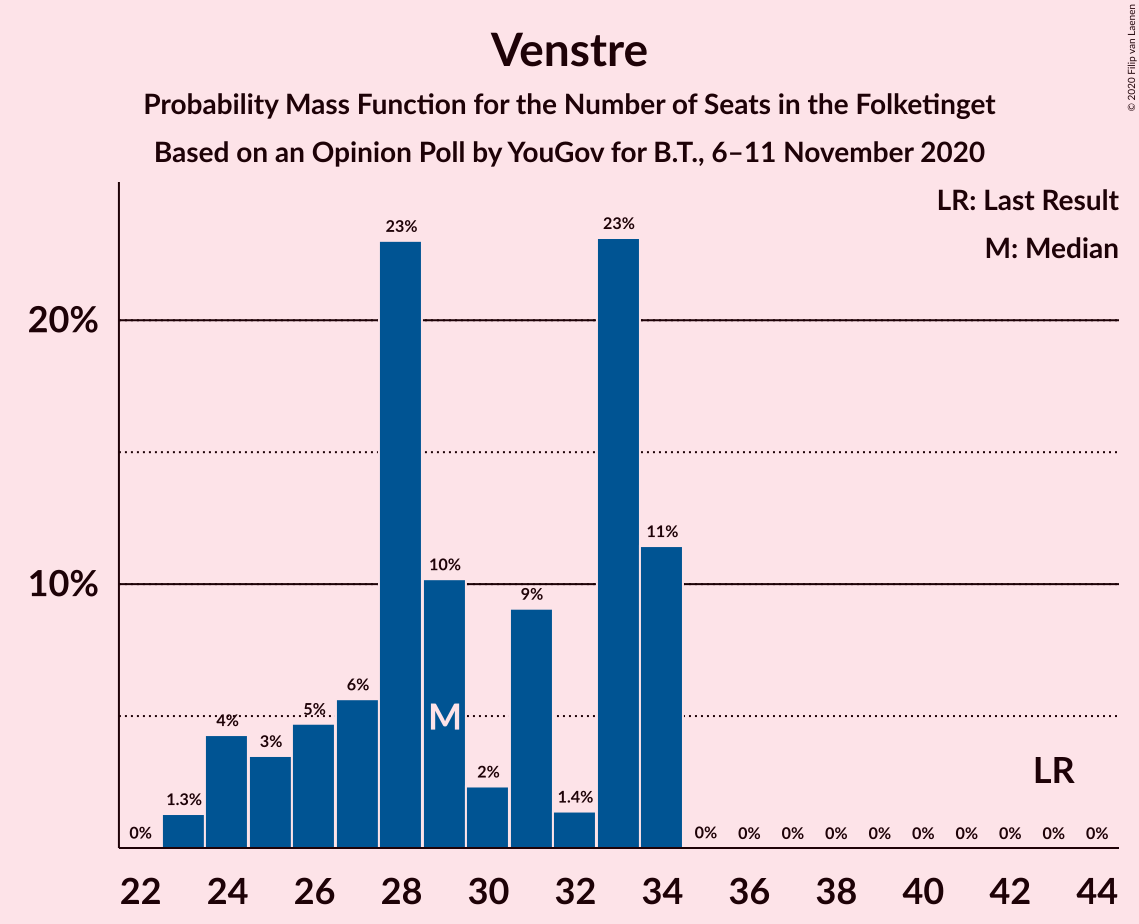 Venstre
Probability Mass Function for the Number of Seats in the Folketinget
Based on an Opinion Poll by YouGov for B.T., 6–11 November 2020
© 2020 Filip van Laenen
LR: Last Result
M: Median
20%
10%
0%
1.3%
4%
3%
5%
6%
23%
10%
2%
9%
1.4%
23%
11%
0%
0%
0%
0%
0%
0%
0%
0%
0%
0%
M
LR
22 24 26 28 30 32 34 36 38 40 42 44